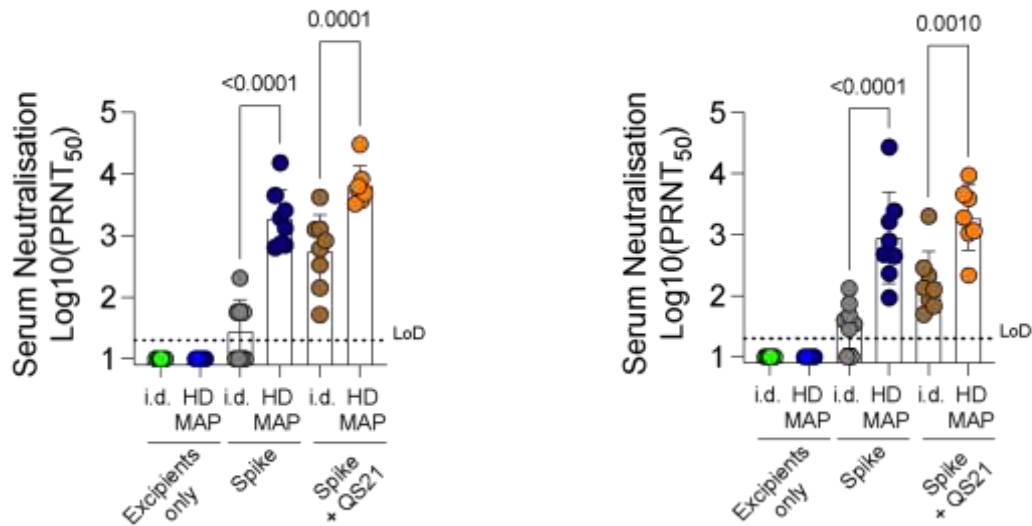 0.0001
<0.0001
Serum Neutralisation
Log10(PRNT50)
5
4
3
2
1
LoD
i.d. HD i.d. HD i.d. HD
MAP MAP MAP
Excipients
only
Spike
Spike
+ QS21
0.0010
<0.0001
Serum Neutralisation
Log10(PRNT50)
5
4
3
2
1
LoD
i.d. HD i.d. HD i.d. HD
MAP MAP MAP
Excipients
only
Spike
Spike
+ QS21